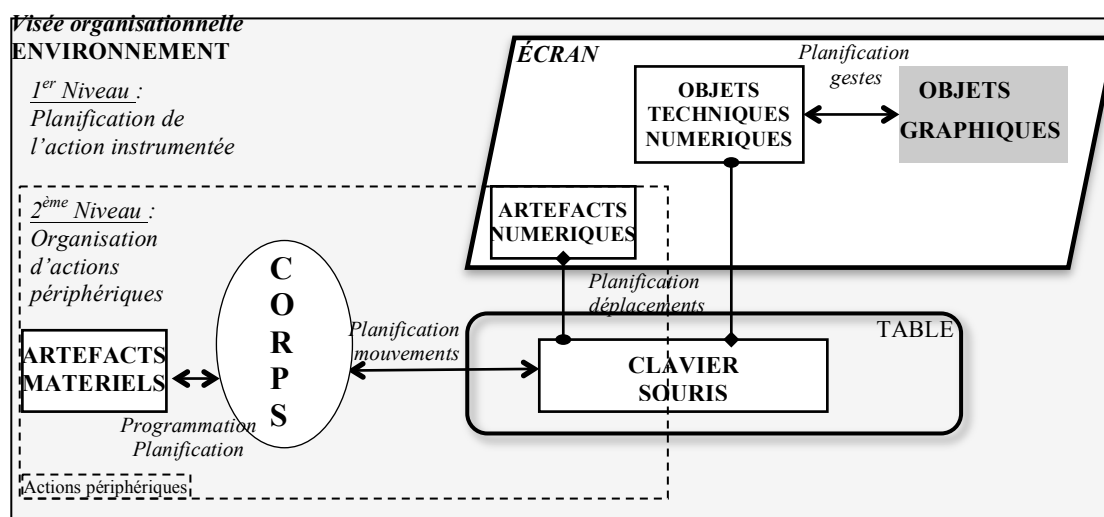 Visée organisationnelle
ENVIRONNEMENT
1er Niveau :
Planification de
l’action instrumentée
ÉCRAN
OBJETS
TECHNIQUES
NUMERIQUES
Planification
gestes
OBJETS
GRAPHIQUES
2ème Niveau :
Organisation
d’actions
périphériques
ARTEFACTS
NUMERIQUES
CORPS
Planification
déplacements
ARTEFACTS
MATERIELS
Planification
mouvements
TABLE
CLAVIER
SOURIS
Programmation
Planification
Actions périphériques